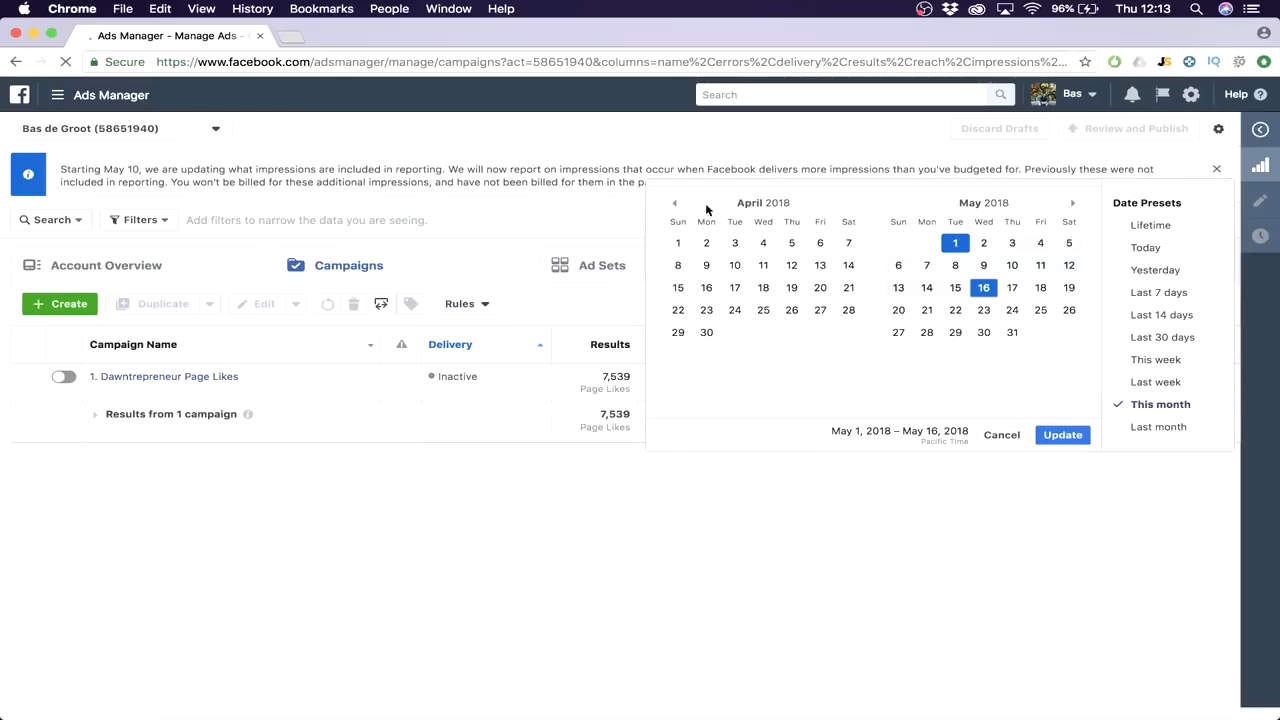 Chrome File Edit View History Bookmarks People Window Help 96% Thu 12:13
Ads Manager - Manage Ads -
Secure https://www.facebook.com/adsmanager/manage/campaigns?act=58651940&columns=name%2Cerrors%2Cdelivery%2Cresults%2Creach%2Cimpressions%2C...
Ads Manager Search Bas Help
Bas de Groot (58651940) Discard Drafts Review and Publish
Starting May 10, we are updating what impressions are included in reporting. We will now report on impressions that occur when Facebook delivers more impressions than you've budgeted for. Previously these were not
included in reporting. You won't be billed for these additional impressions, and have not been billed for them in the pa
Search Filters Add filters to narrow the data you are seeing.
Account Overview Campaigns Ad Sets
Create Duplicate Edit Rules
Campaign Name Delivery Results
1. Dawntrepreneur Page Likes Inactive 7,539
Page Likes
Results from 1 campaign 7,539
Page Likes
April 2018 May 2018
Sun Mon Tue Wed Thu Fri Sat Sun Mon Tue Wed Thu Fri Sat
1 2 3 4 5 6 7 1 2 3 4 5
8 9 10 11 12 13 14 6 7 8 9 10 11 12
15 16 17 18 19 20 21 13 14 15 16 17 18 19
22 23 24 25 26 27 28 20 21 22 23 24 25 26
29 30 27 28 29 30 31
May 1, 2018 – May 16, 2018 Cancel Update
Pacific Time
Date Presets
Lifetime
Today
Yesterday
Last 7 days
Last 14 days
Last 30 days
This week
Last week
This month
Last month